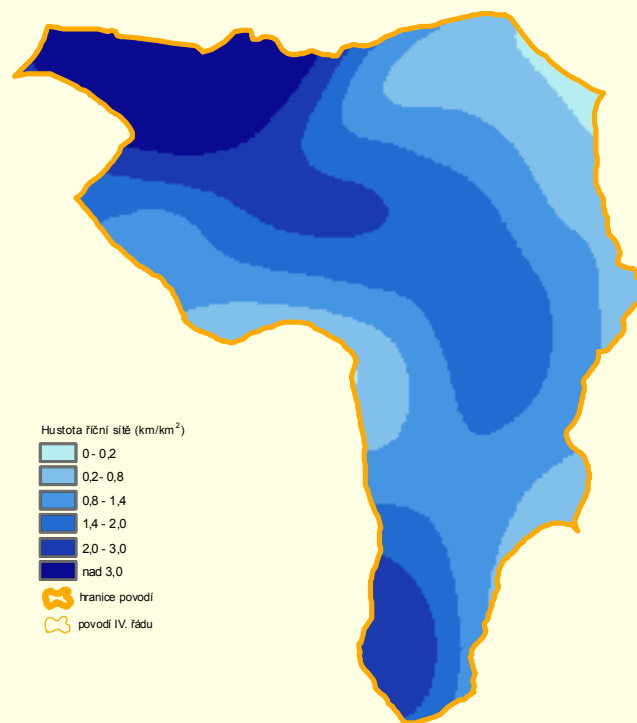 Hustota říční sítě (km/km²)
0 - 0,2
0,2- 0,8
0,8 - 1,4
1,4 - 2,0
2,0 - 3,0
nad 3,0
hranice povodí
povodí IV. řádu